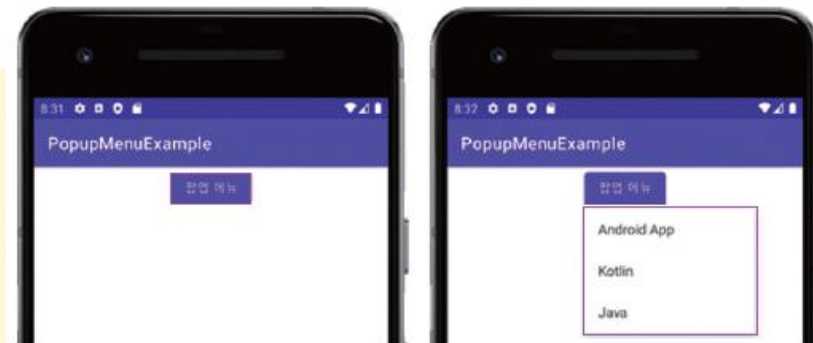 8:31
PopupMenuExample
팝업 메뉴
8:32
PopupMenuExample
팝업 메뉴
Android App
Kotlin
Java